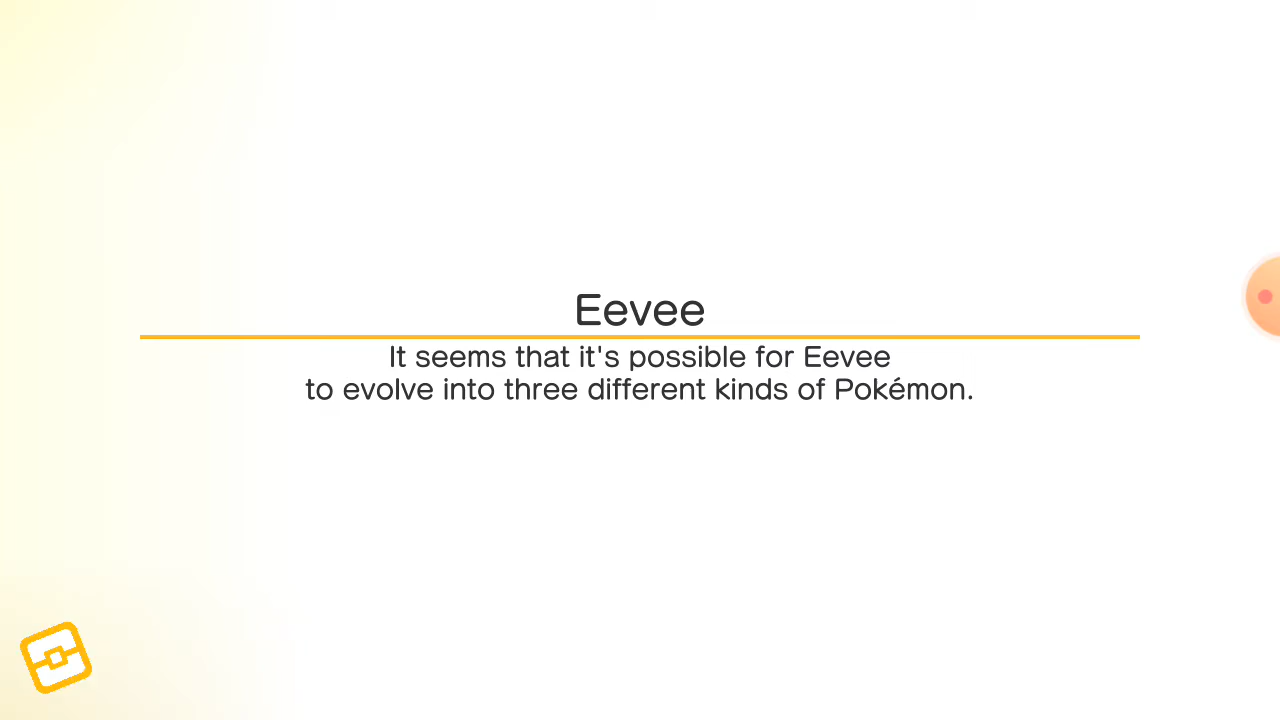 Eevee
It seems that it's possible for Eevee
to evolve into three different kinds of Pokémon.